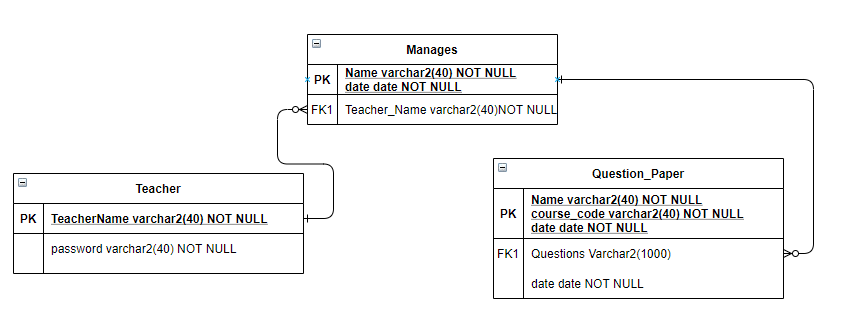 Manages
PK
Name varchar2(40) NOT NULL
date date NOT NULL
FK1
Teacher_Name varchar2(40)NOT NULL
Teacher
PK
TeacherName varchar2(40) NOT NULL
password varchar2(40) NOT NULL
Question_Paper
PK
Name varchar2(40) NOT NULL
course_code varchar2(40) NOT NULL
date date NOT NULL
FK1
Questions Varchar2(1000)
date date NOT NULL